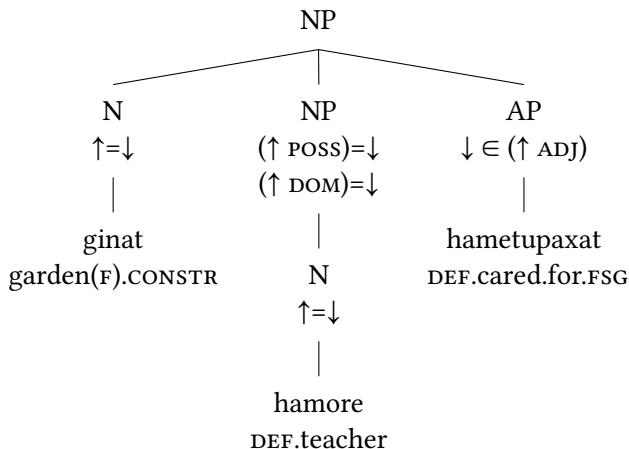 NP
N NP AP
↑=↓ (↑ POSS)=↓ ↓ ∈ (↑ ADJ)
(↑ DOM)=↓
ginat hametupaxat
garden(F).CONSTR N DEF.cared.for.FSG
↑=↓
hamore
DEF.teacher